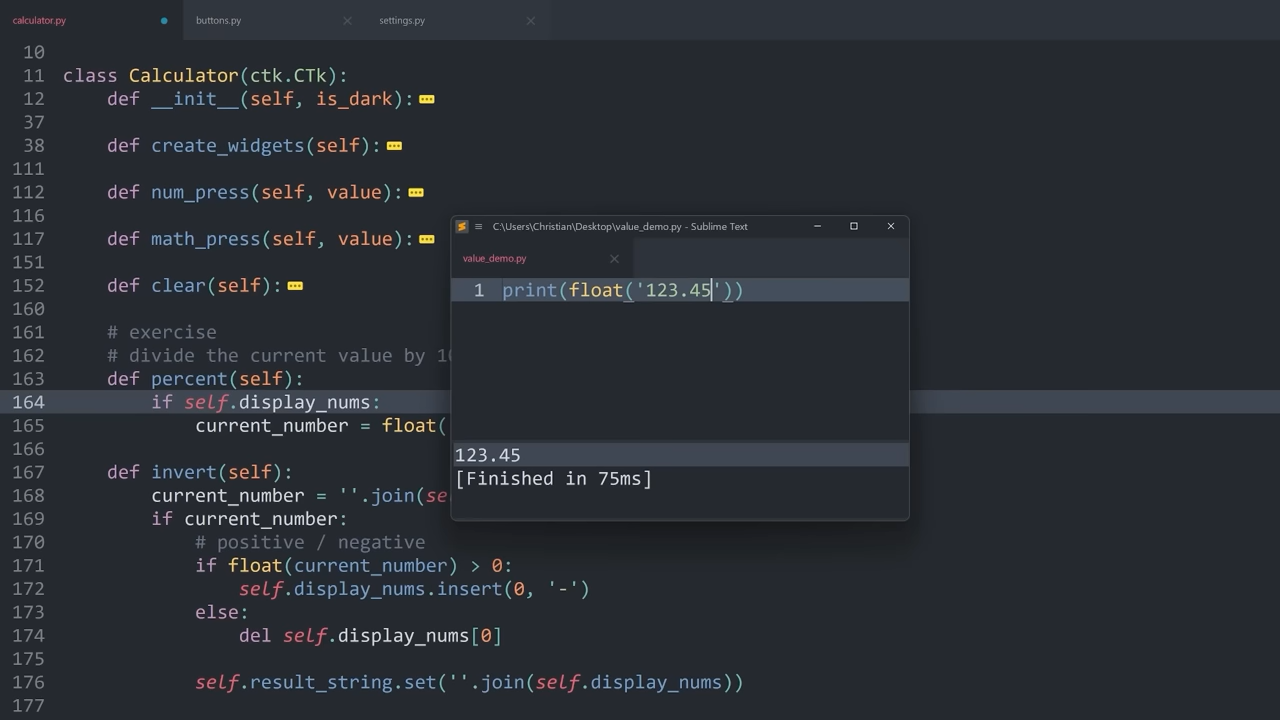 calculator.py
buttons.py
settings.py
10
11 class Calculator(ctk.CTk):
12 def __init__(self, is_dark):
37
38 def create_widgets(self):
111
112 def num_press(self, value):
116
117 def math_press(self, value):
151
152 def clear(self):
160
161 # exercise
162 # divide the current value by 10
163 def percent(self):
164 if self.display_nums:
165 current_number = float(
166
167 def invert(self):
168 current_number = ''.join(se
169 if current_number:
170 # positive / negative
171 if float(current_number) > 0:
172 self.display_nums.insert(0, '-')
173 else:
174 del self.display_nums[0]
175
176 self.result_string.set(''.join(self.display_nums))
177
C:\Users\Christian\Desktop\value_demo.py - Sublime Text
value_demo.py
1 print(float('123.45'))
123.45
[Finished in 75ms]